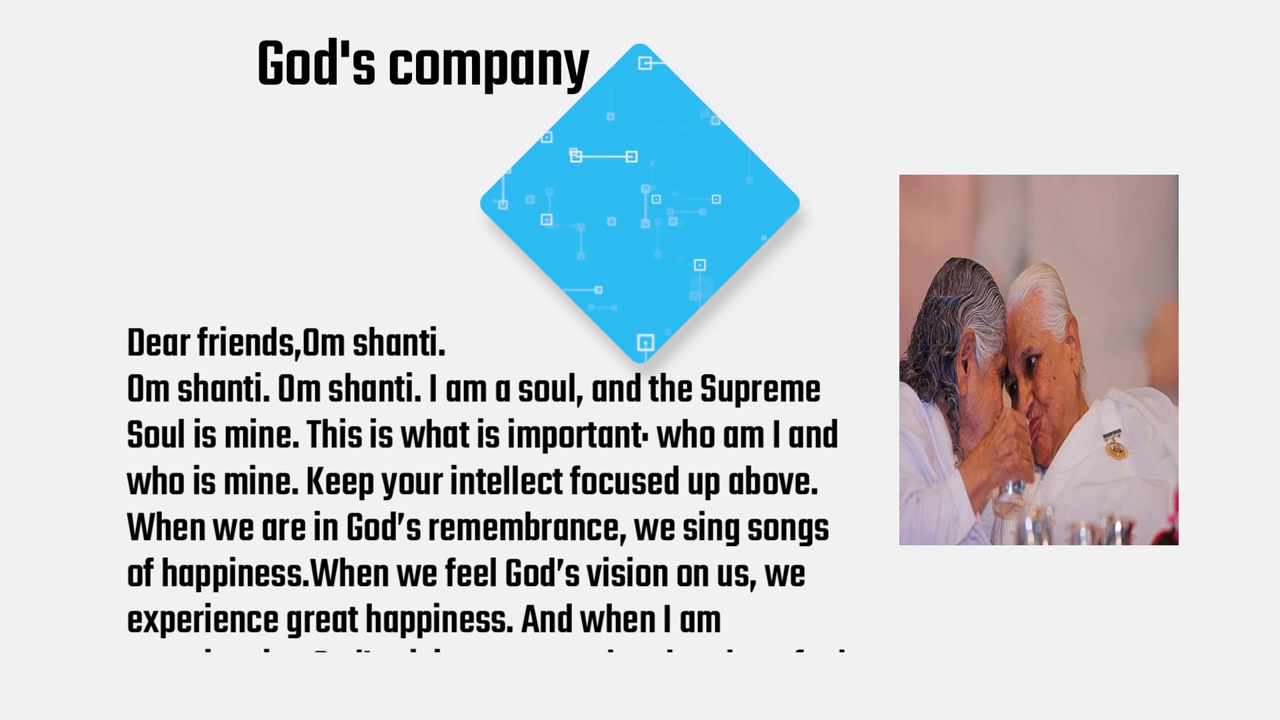 God's company
Dear friends,Om shanti.
Om shanti. Om shanti. I am a soul, and the Supreme
Soul is mine. This is what is important· who am I and
who is mine. Keep your intellect focused up above.
When we are in God’s remembrance, we sing songs
of happiness.When we feel God’s vision on us, we
experience great happiness. And when I am